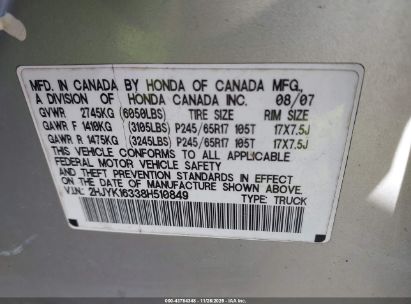 MFD. IN CANADA BY HONDA OF CANADA MFG.,
A DIVISION OF HONDA CANADA INC. 08/07
GVWR 2745KG (6050LBS) TIRE SIZE RIM SIZE
GAWR F 1410KG (3105LBS) P245/65R17 105T 17X7.5J
GAWR R 1475KG (3245LBS) P245/65R17 105T 17X7.5J
THIS VEHICLE CONFORMS TO ALL APPLICABLE
FEDERAL MOTOR VEHICLE SAFETY
AND THEFT PREVENTION STANDARDS IN EFFECT
ON THE DATE OF MANUFACTURE SHOWN ABOVE.
V.I.N: 2HJYK16338H510849 TYPE: TRUCK